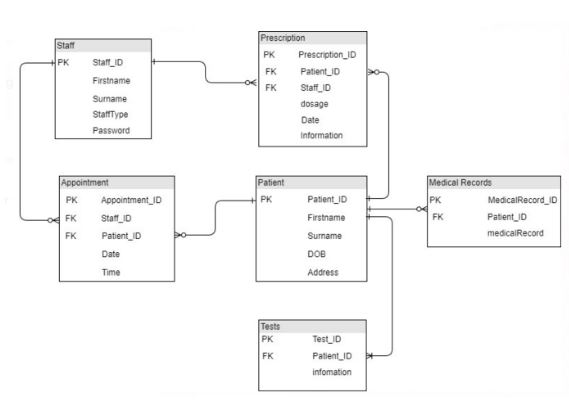 Staff
PK Staff_ID
Firstname
Surname
StaffType
Password
Prescription
PK Prescription_ID
FK Patient_ID
FK Staff_ID
dosage
Date
Information
Appointment
PK Appointment_ID
FK Staff_ID
FK Patient_ID
Date
Time
Patient
PK Patient_ID
Firstname
Surname
DOB
Address
Medical Records
PK MedicalRecord_ID
FK Patient_ID
medicalRecord
Tests
PK Test_ID
FK Patient_ID
infomation